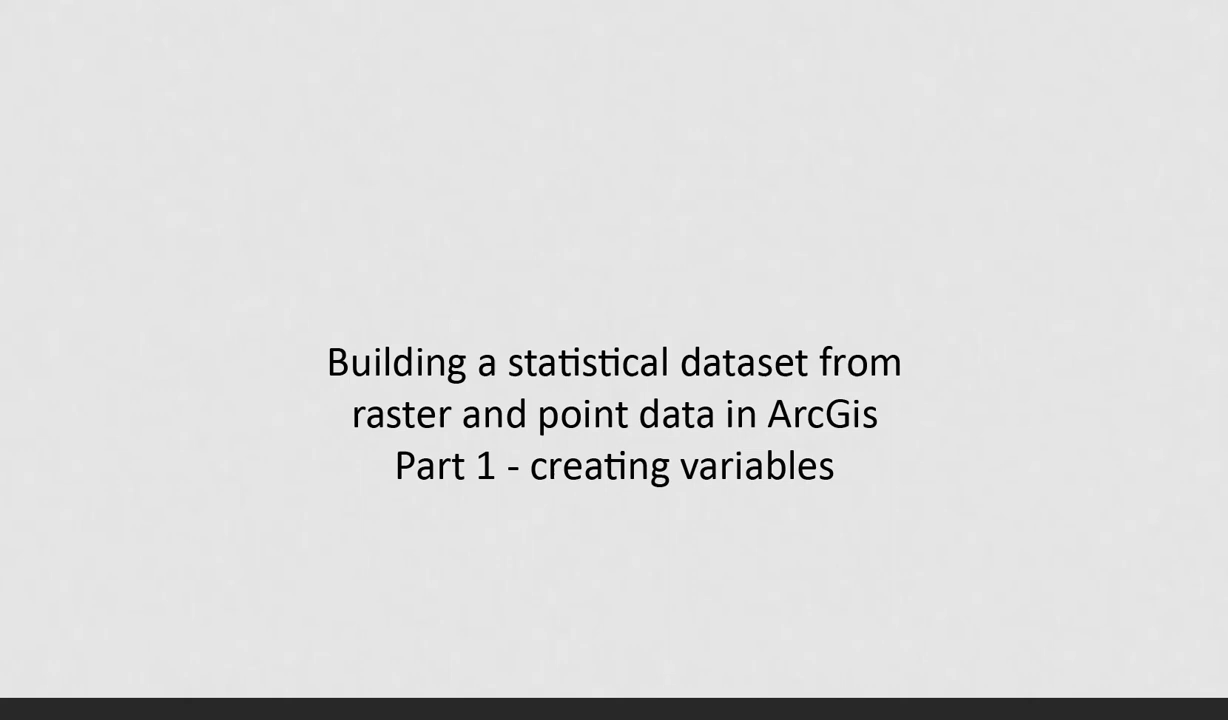 Building a statistical dataset from
raster and point data in ArcGis
Part 1 - creating variables